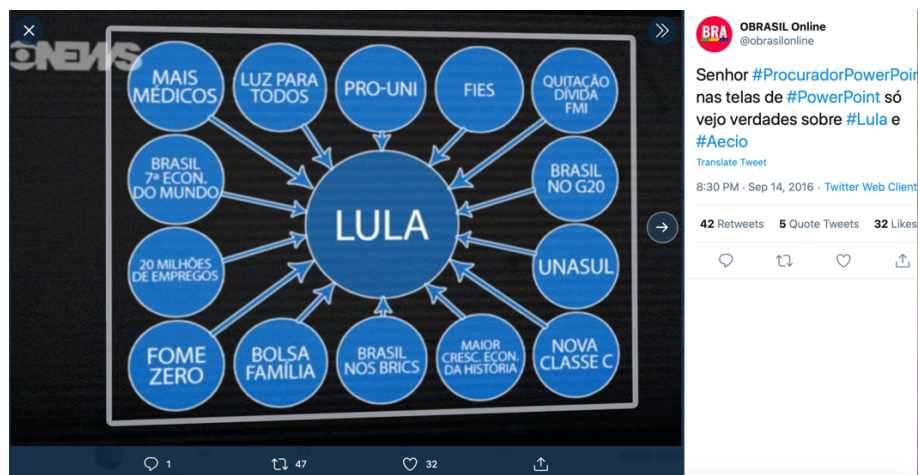 NEWS
MAIS
MÉDICOS
LUZ PARA
TODOS
PRO-UNI
FIES
QUITAÇÃO
DÍVIDA
FMI
BRASIL
7ª ECON.
DO MUNDO
LULA
BRASIL
NO G20
20 MILHÕES
DE EMPREGOS
UNASUL
FOME
ZERO
BOLSA
FAMÍLIA
BRASIL
NOS BRICS
MAIOR
CRESC. ECON.
DA HISTÓRIA
NOVA
CLASSE C
1
47
32
BRA
OBRASIL Online
@obrasilonline
Senhor #ProcuradorPowerPoin
nas telas de #PowerPoint só
vejo verdades sobre #Lula e
#Aecio
Translate Tweet
8:30 PM · Sep 14, 2016 · Twitter Web Client
42 Retweets 5 Quote Tweets 32 Likes